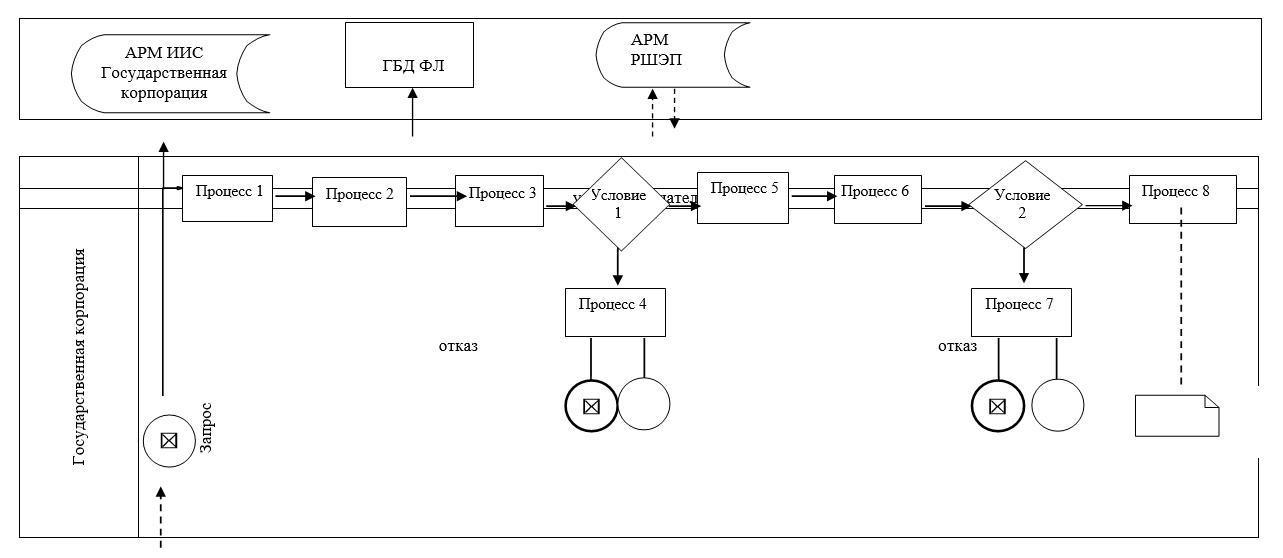 АРМ ИИС
Государственная
корпорация
ГБД ФЛ
АРМ
РШЭП
Процесс 1
Процесс 2
Процесс 3
Условие
1
Процесс 5
Процесс 6
Условие
2
Процесс 8
Процесс 4
Процесс 7
отказ
отказ
Государственная корпорация
Запрос